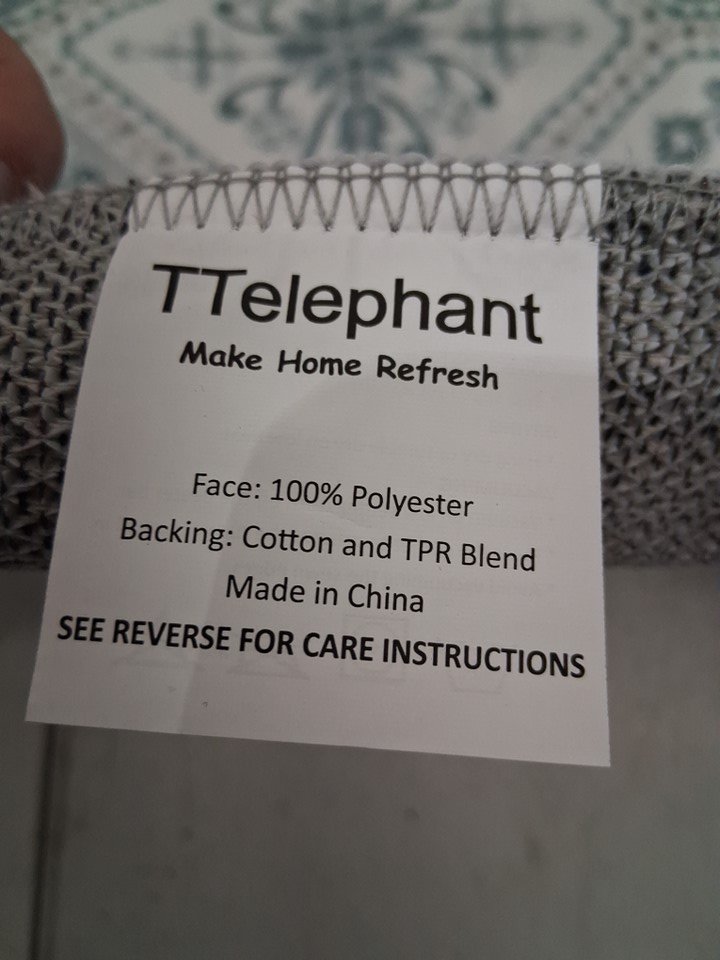 TTelephant
Make Home Refresh
Face: 100% Polyester
Backing: Cotton and TPR Blend
Made in China
SEE REVERSE FOR CARE INSTRUCTIONS